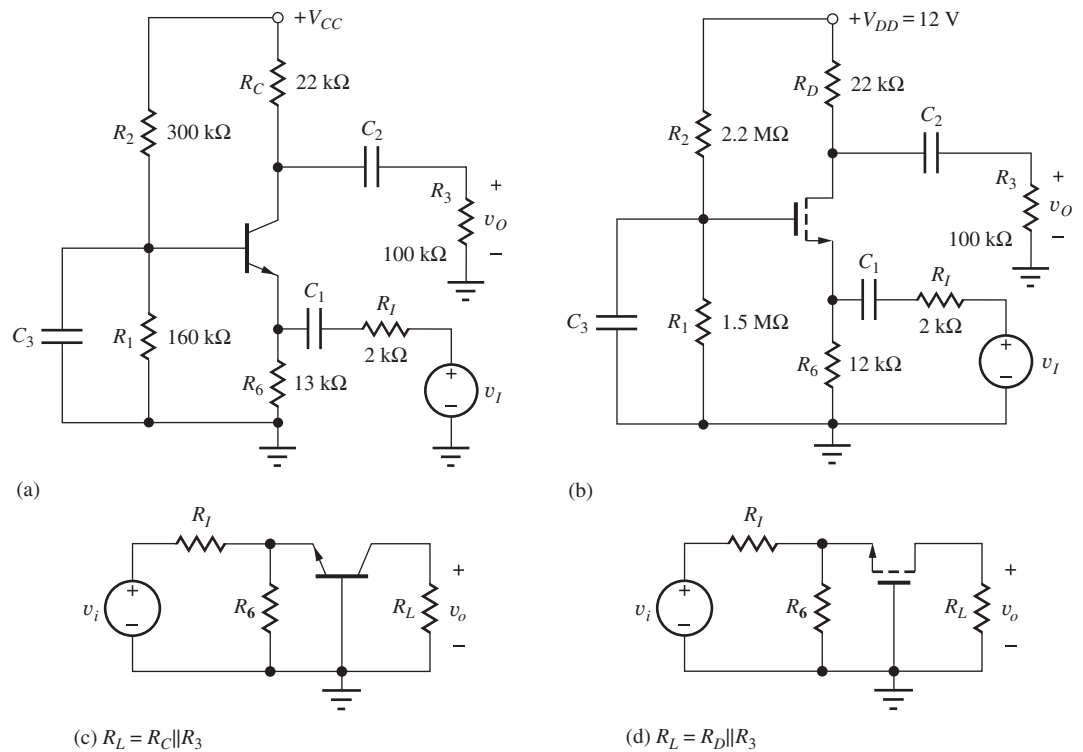 +V_CC
R_C 22 kΩ
R_2 300 kΩ
C_2
R_3
+
v_O
−
100 kΩ
C_1
R_I
2 kΩ
C_3
R_1 160 kΩ
R_6 13 kΩ
+
−
v_I
(a)
+V_DD = 12 V
R_D 22 kΩ
R_2 2.2 MΩ
C_2
R_3
+
v_O
−
100 kΩ
C_1
R_I
2 kΩ
C_3
R_1 1.5 MΩ
R_6 12 kΩ
+
−
v_I
(b)
R_I
v_i
+
−
R_6
R_L
+
v_o
−
(c) R_L = R_C||R_3
R_I
v_i
+
−
R_6
R_L
+
v_o
−
(d) R_L = R_D||R_3